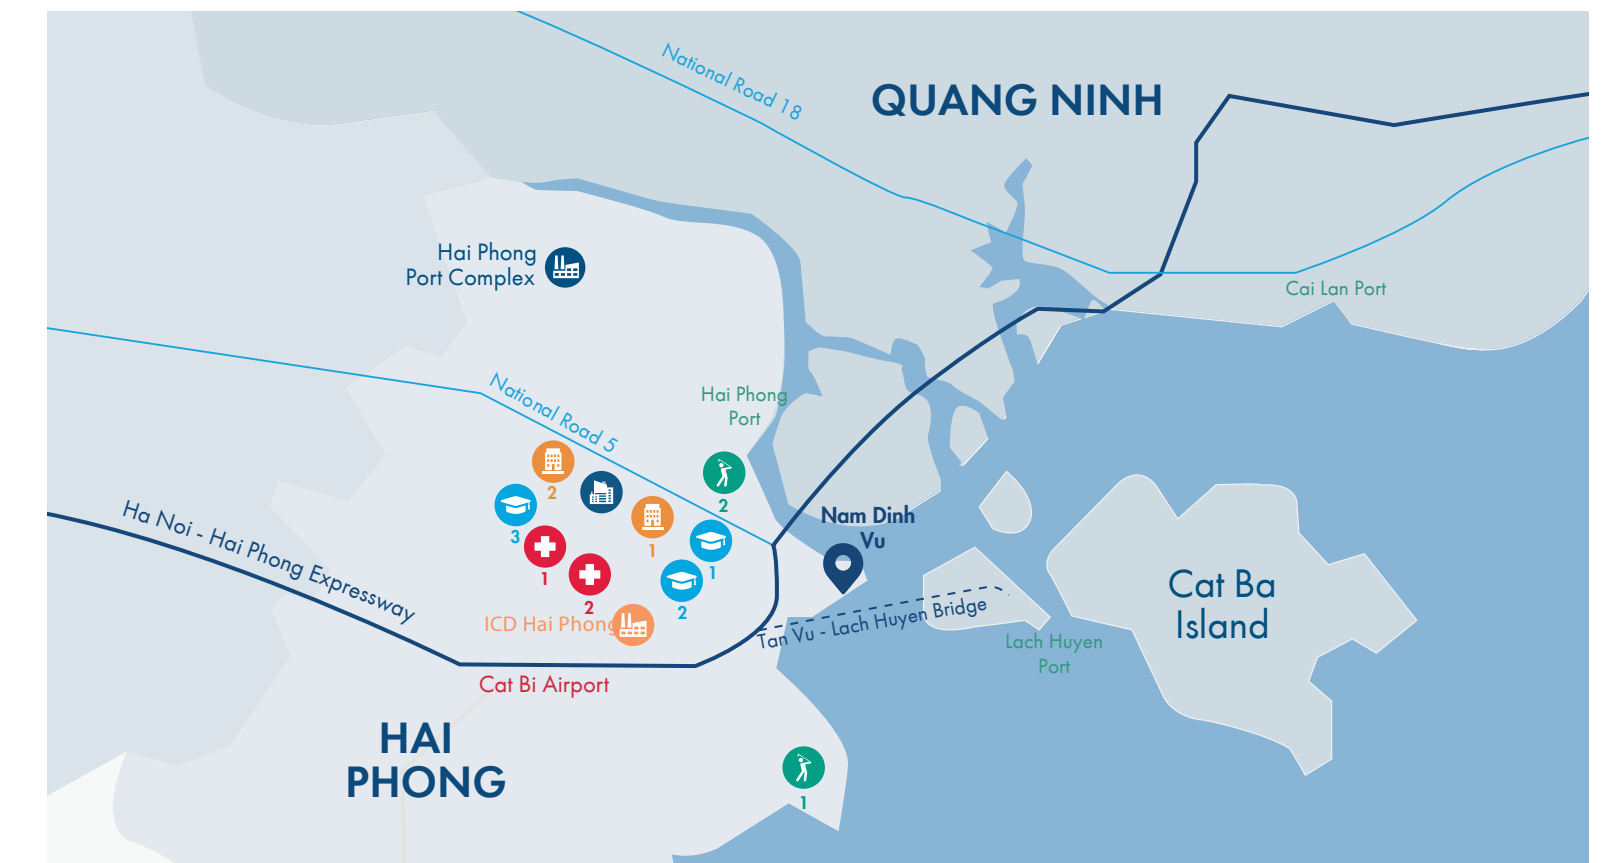 National Road 18
QUANG NINH
Hai Phong
Port Complex
Cai Lan Port
National Road 5
Hai Phong
Port
2
2
3
1
1
1
2
2
Nam Dinh
Vu
Ha Noi - Hai Phong Expressway
ICD Hai Phong
Tan Vu - Lach Huyen Bridge
Cat Ba
Island
Lach Huyen
Port
Cat Bi Airport
HAI
PHONG
1